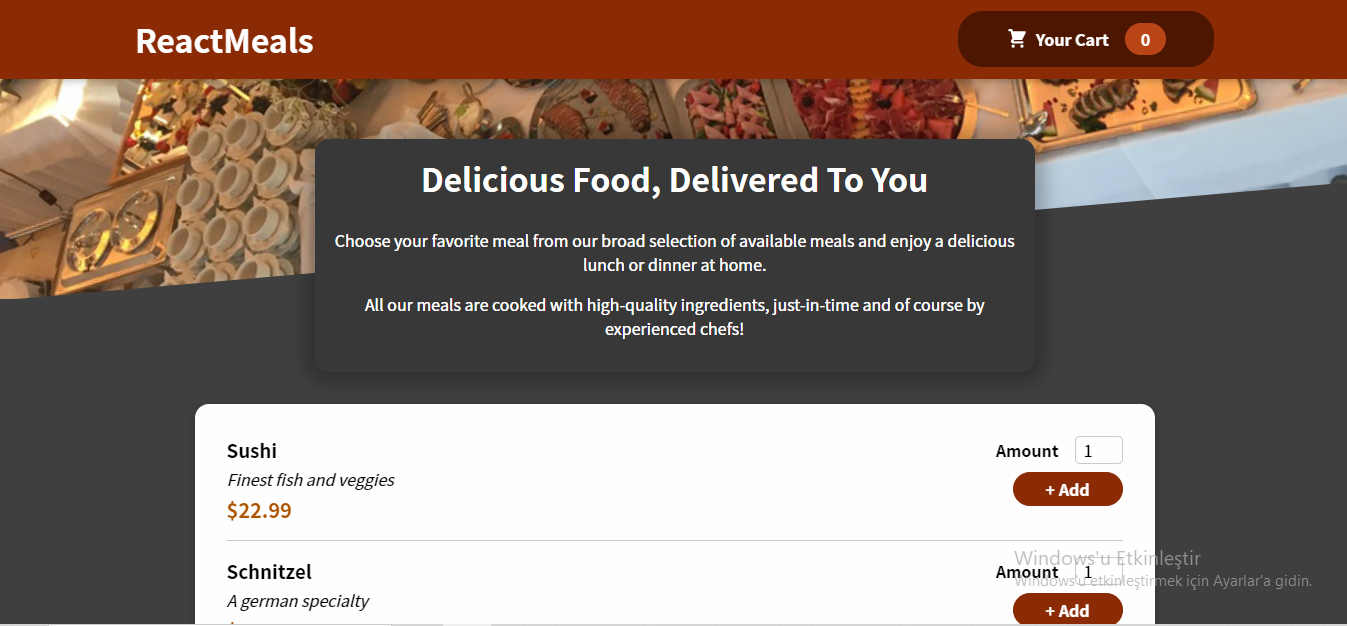 ReactMeals
Your Cart 0
Delicious Food, Delivered To You
Choose your favorite meal from our broad selection of available meals and enjoy a delicious
lunch or dinner at home.
All our meals are cooked with high-quality ingredients, just-in-time and of course by
experienced chefs!
Sushi
Finest fish and veggies
$22.99
Amount 1
+ Add
Schnitzel
A german specialty
Amount 1
+ Add
Windows'u Etkinleştir
Windows'u etkinleştirmek için Ayarlar'a gidin.